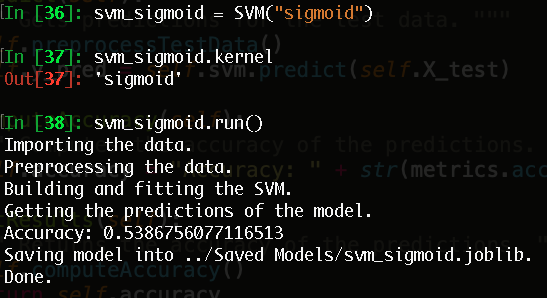 In [36]: svm_sigmoid = SVM("sigmoid")
In [37]: svm_sigmoid.kernel
Out[37]: 'sigmoid'
In [38]: svm_sigmoid.run()
Importing the data.
Preprocessing the data.
Building and fitting the SVM.
Getting the predictions of the model.
Accuracy: 0.5386756077116513
Saving model into ../Saved Models/svm_sigmoid.joblib.
Done.